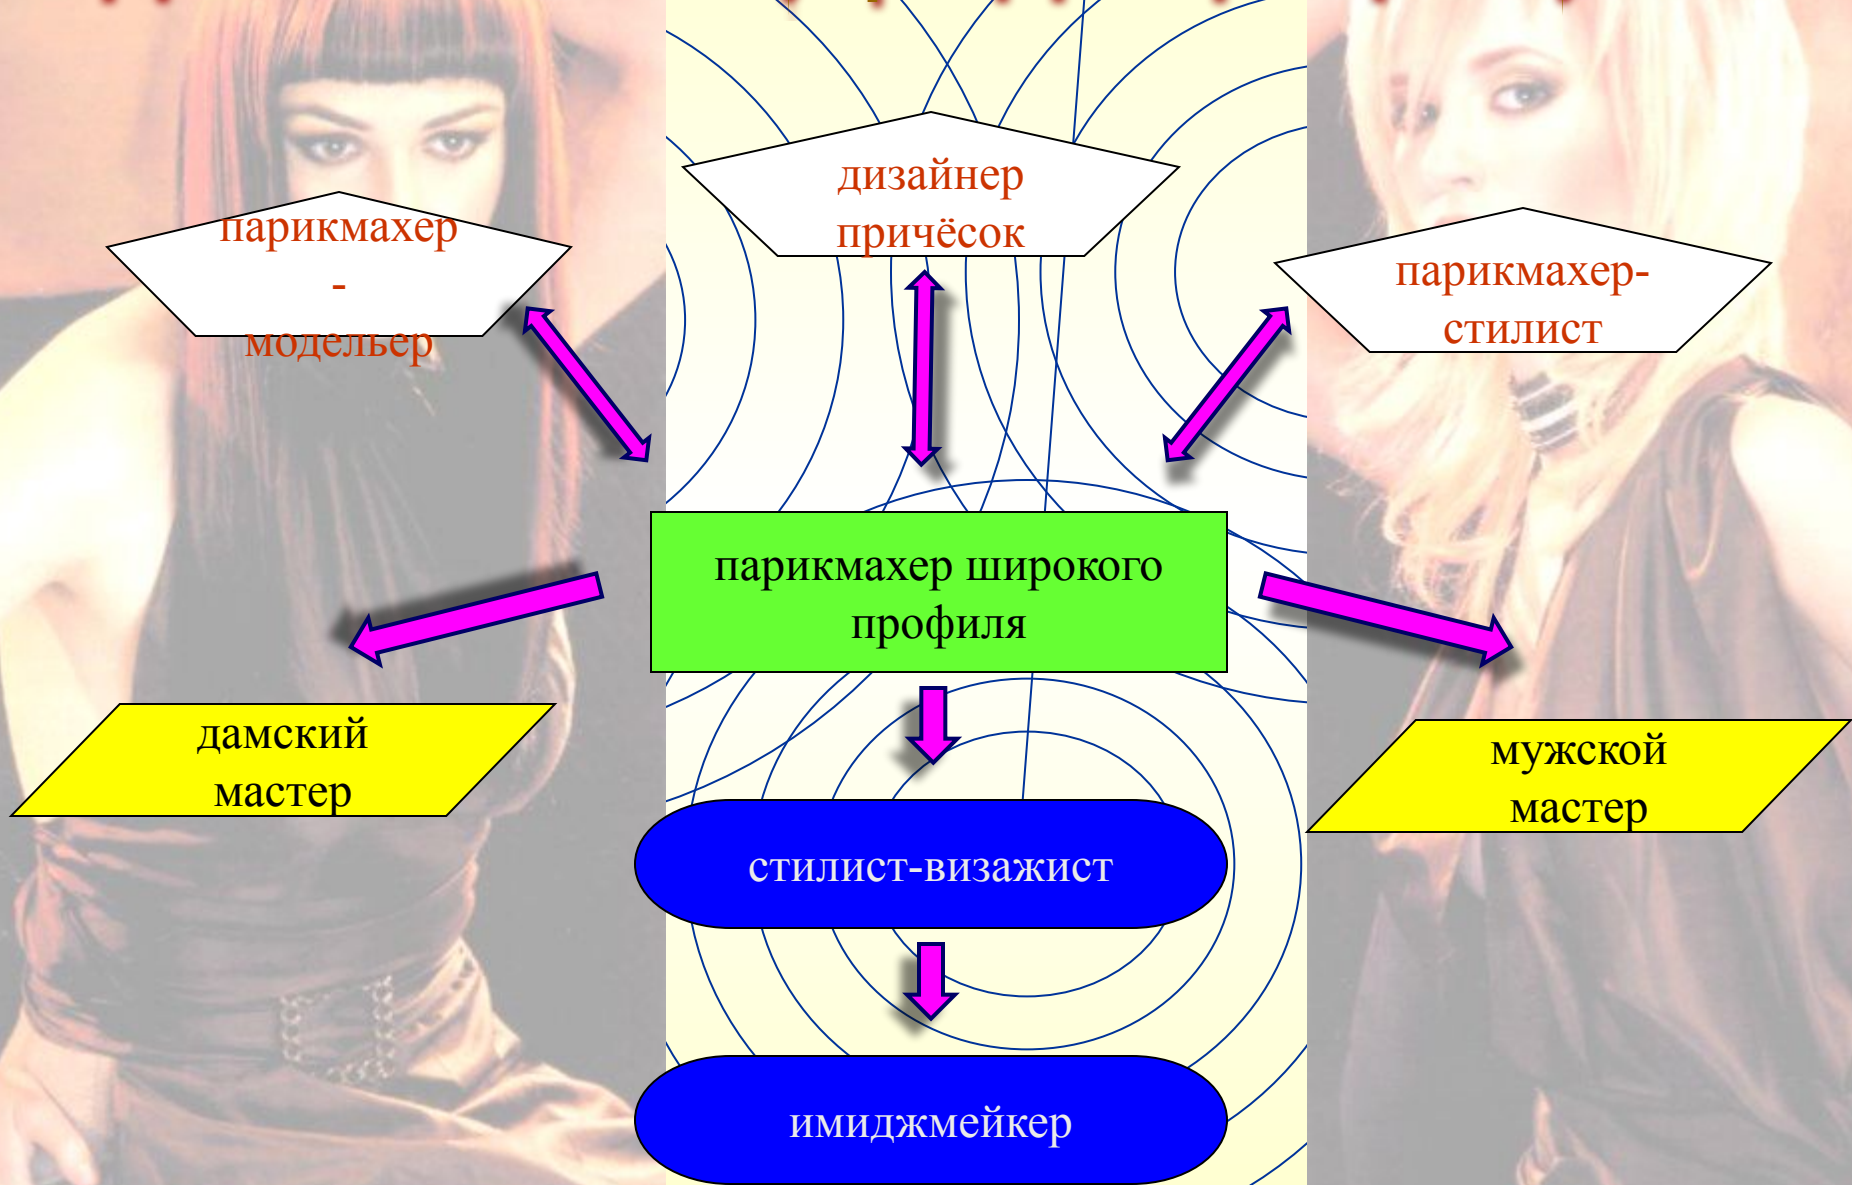 дизайнер
причёсок
парикмахер
-
модельер
парикмахер-
стилист
парикмахер широкого
профиля
дамский
мастер
мужской
мастер
стилист-визажист
имиджмейкер